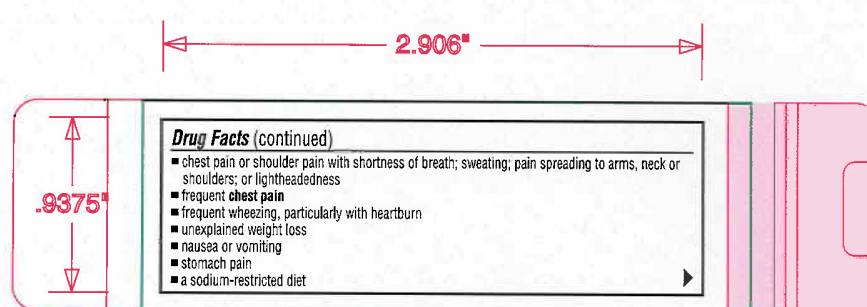 2.906"
.9375"
Drug Facts (continued)
■ chest pain or shoulder pain with shortness of breath; sweating; pain spreading to arms, neck or
shoulders; or lightheadedness
■ frequent chest pain
■ frequent wheezing, particularly with heartburn
■ unexplained weight loss
■ nausea or vomiting
■ stomach pain
■ a sodium-restricted diet